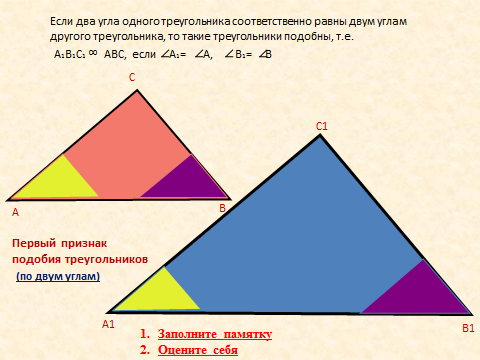 Если два угла одного треугольника соответственно равны двум углам
другого треугольника, то такие треугольники подобны, т.е.
A₁B₁C₁ ∞ ABC, если ∠A₁= ∠A, ∠B₁= ∠B
C
C1
A
B
Первый признак
подобия треугольников
(по двум углам)
A1
B1
1. Заполните памятку
2. Оцените себя